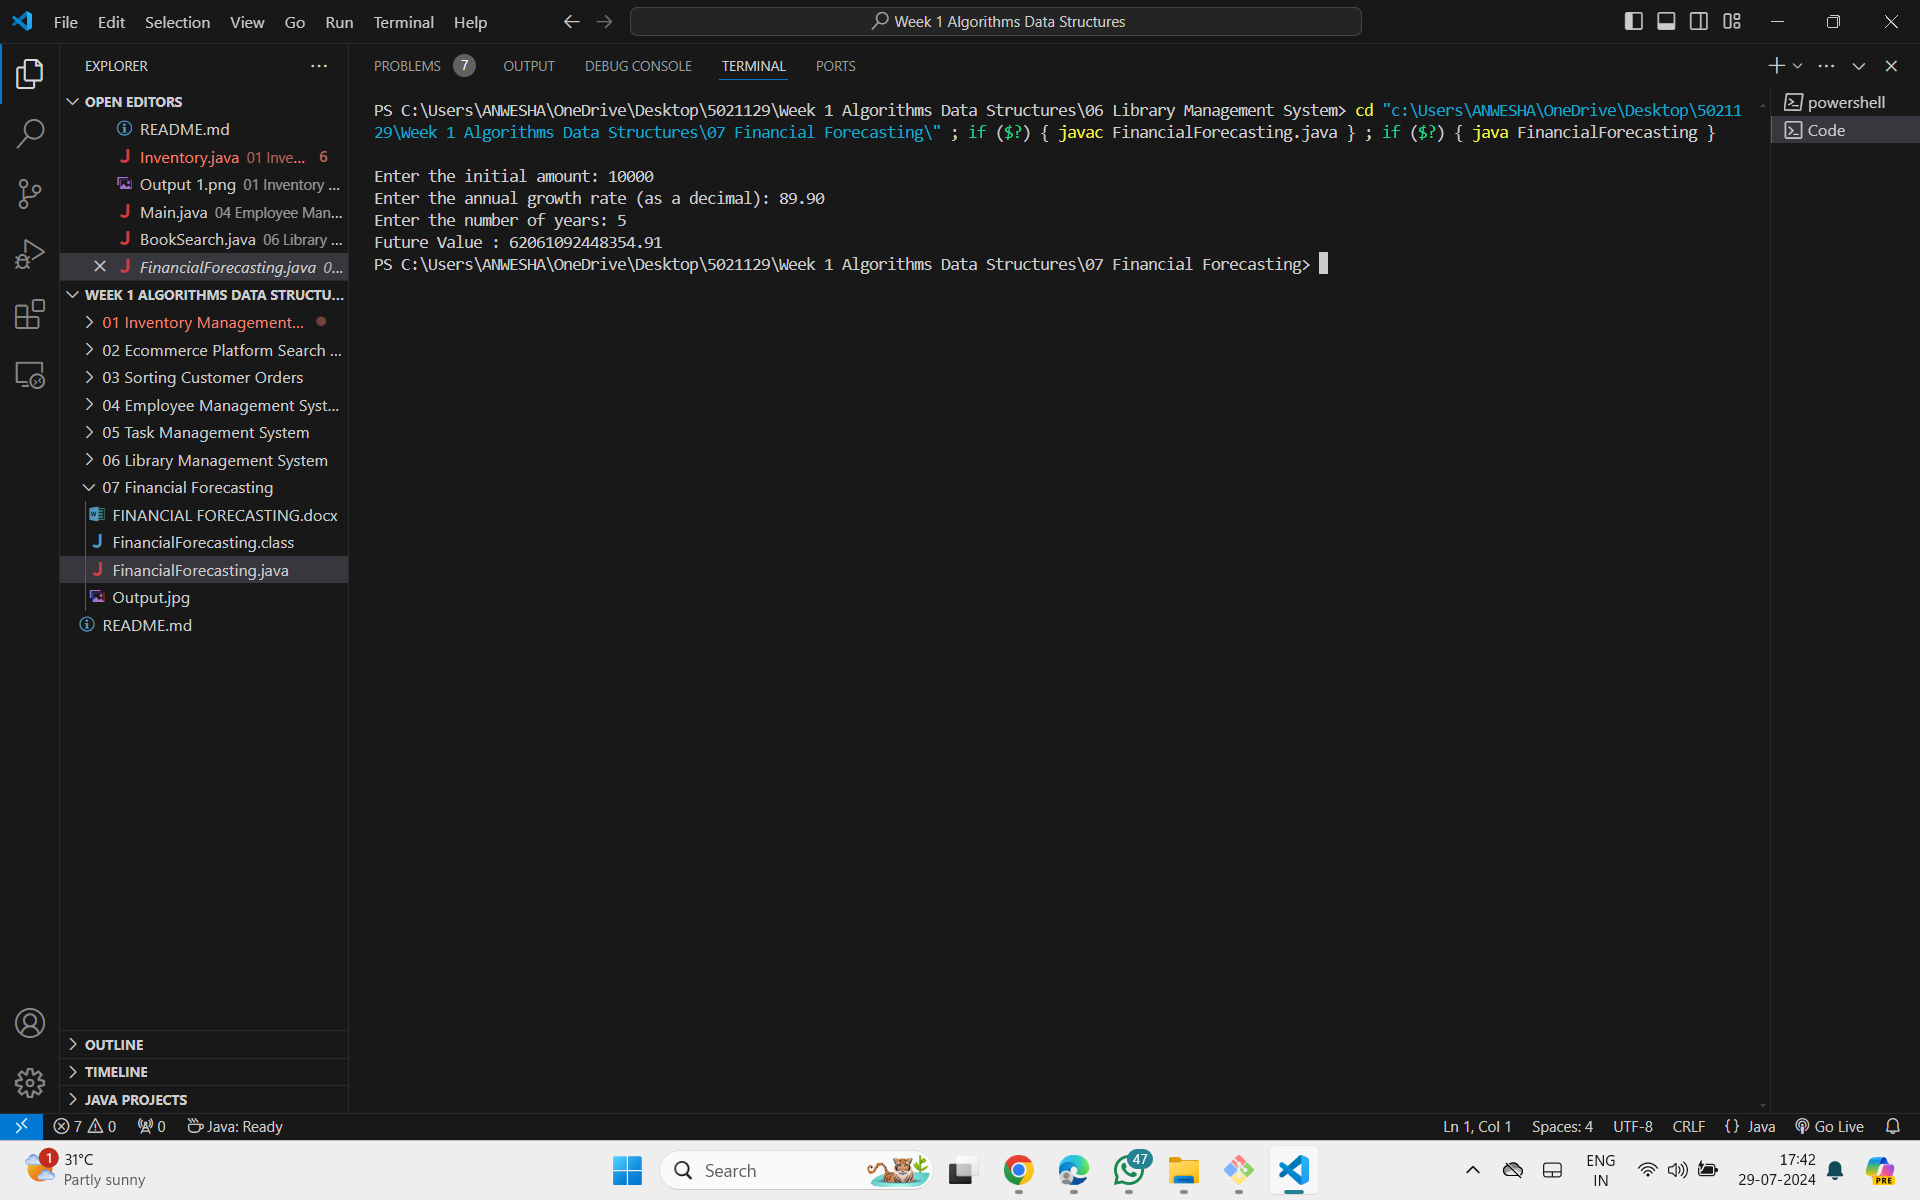 File Edit Selection View Go Run Terminal Help
Week 1 Algorithms Data Structures
EXPLORER
OPEN EDITORS
README.md
Inventory.java 01 Inve... 6
Output 1.png 01 Inventory ...
Main.java 04 Employee Man...
BookSearch.java 06 Library ...
FinancialForecasting.java 0...
WEEK 1 ALGORITHMS DATA STRUCTU...
01 Inventory Management...
02 Ecommerce Platform Search ...
03 Sorting Customer Orders
04 Employee Management Syst...
05 Task Management System
06 Library Management System
07 Financial Forecasting
FINANCIAL FORECASTING.docx
FinancialForecasting.class
FinancialForecasting.java
Output.jpg
README.md
OUTLINE
TIMELINE
JAVA PROJECTS
PROBLEMS 7 OUTPUT DEBUG CONSOLE TERMINAL PORTS
PS C:\Users\ANWESHA\OneDrive\Desktop\5021129\Week 1 Algorithms Data Structures\06 Library Management System> cd "c:\Users\ANWESHA\OneDrive\Desktop\50211
29\Week 1 Algorithms Data Structures\07 Financial Forecasting\" ; if ($?) { javac FinancialForecasting.java } ; if ($?) { java FinancialForecasting }
Enter the initial amount: 10000
Enter the annual growth rate (as a decimal): 89.90
Enter the number of years: 5
Future Value : 62061092448354.91
PS C:\Users\ANWESHA\OneDrive\Desktop\5021129\Week 1 Algorithms Data Structures\07 Financial Forecasting>
powershell
Code
7 0 0 Java: Ready
Ln 1, Col 1 Spaces: 4 UTF-8 CRLF {} Java Go Live
1
31°C
Partly sunny
Search
47
ENG
IN
17:42
29-07-2024
PRE